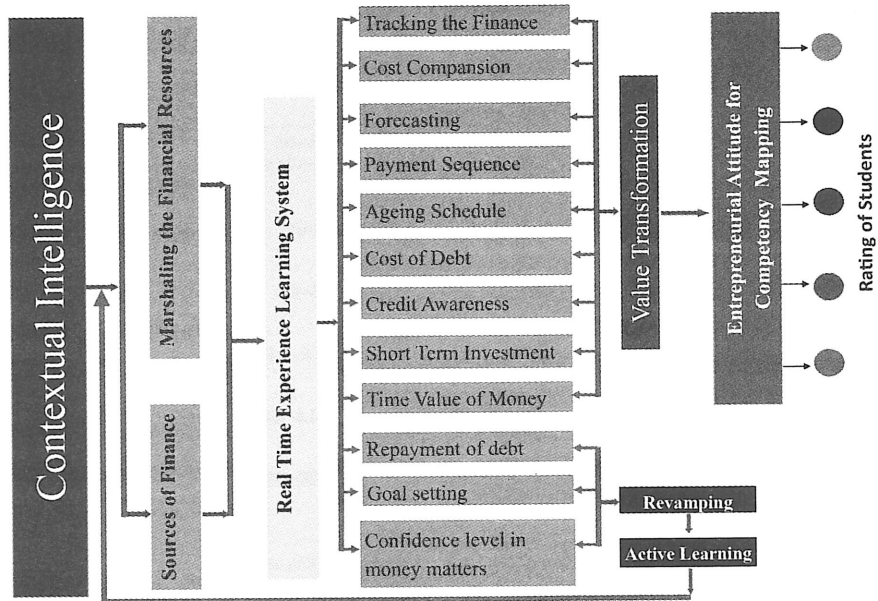 Contextual Intelligence
Marshaling the Financial Resources
Sources of Finance
Real Time Experience Learning System
Tracking the Finance
Cost Compansion
Forecasting
Payment Sequence
Ageing Schedule
Cost of Debt
Credit Awareness
Short Term Investment
Time Value of Money
Repayment of debt
Goal setting
Confidence level in
money matters
Value Transformation
Revamping
Active Learning
Entrepreneurial Attitude for
Competency Mapping
Rating of Students